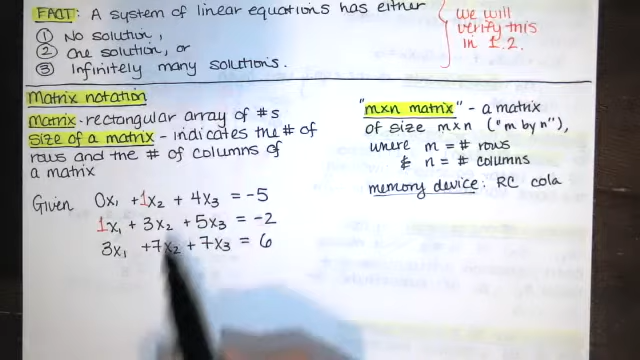 FACT: A system of linear equations has either
① No solution,
② One solution, or
③ Infinitely many solutions.
we will
verify this
in 1.2.
Matrix notation
matrix - rectangular array of #s
size of a matrix - indicates the # of
rows and the # of columns of
a matrix
"m×n matrix" - a matrix
of size m×n ("m by n"),
where m = # rows
& n = # columns
memory device: RC cola
Given 0x₁ + 1x₂ + 4x₃ = -5
1x₁ + 3x₂ + 5x₃ = -2
3x₁ + 7x₂ + 7x₃ = 6